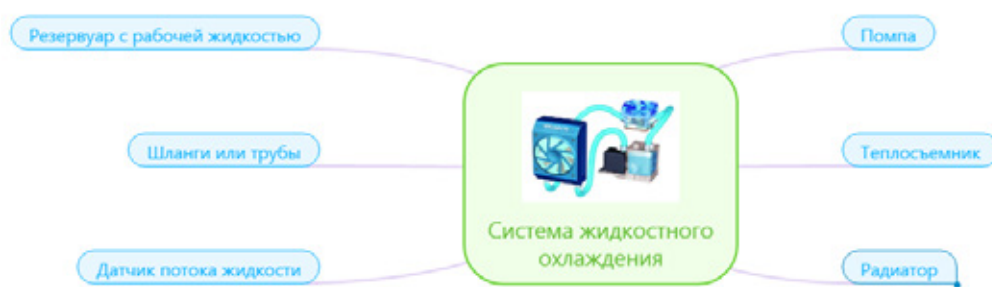 Резервуар с рабочей жидкостью
Помпа
Шланги или трубы
Теплосъемник
Система жидкостного
охлаждения
Датчик потока жидкости
Радиатор